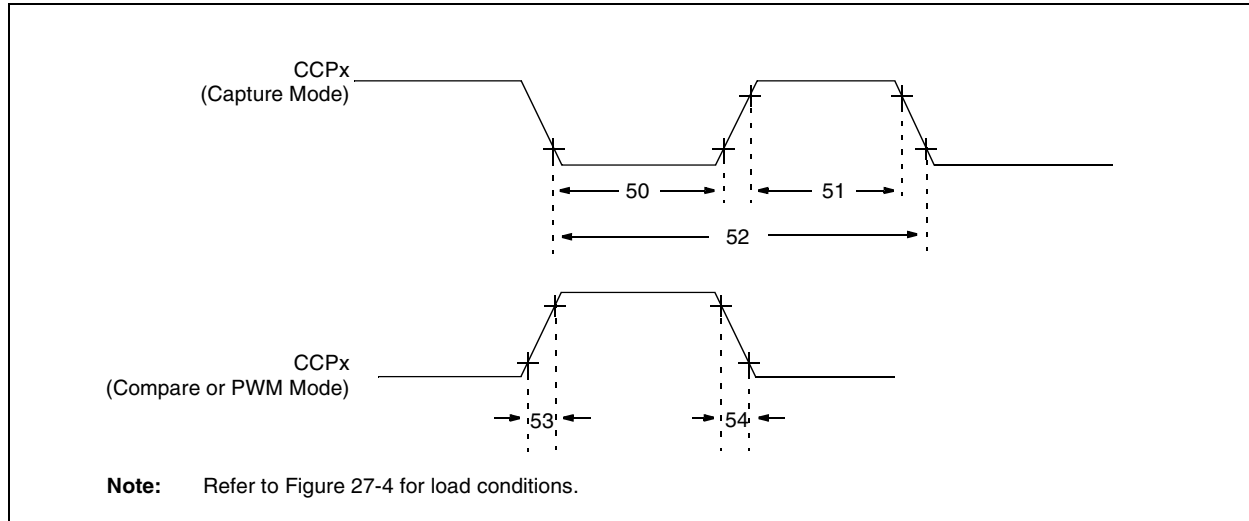 CCPx
(Capture Mode)
50
51
52
CCPx
(Compare or PWM Mode)
53
54
Note: Refer to Figure 27-4 for load conditions.